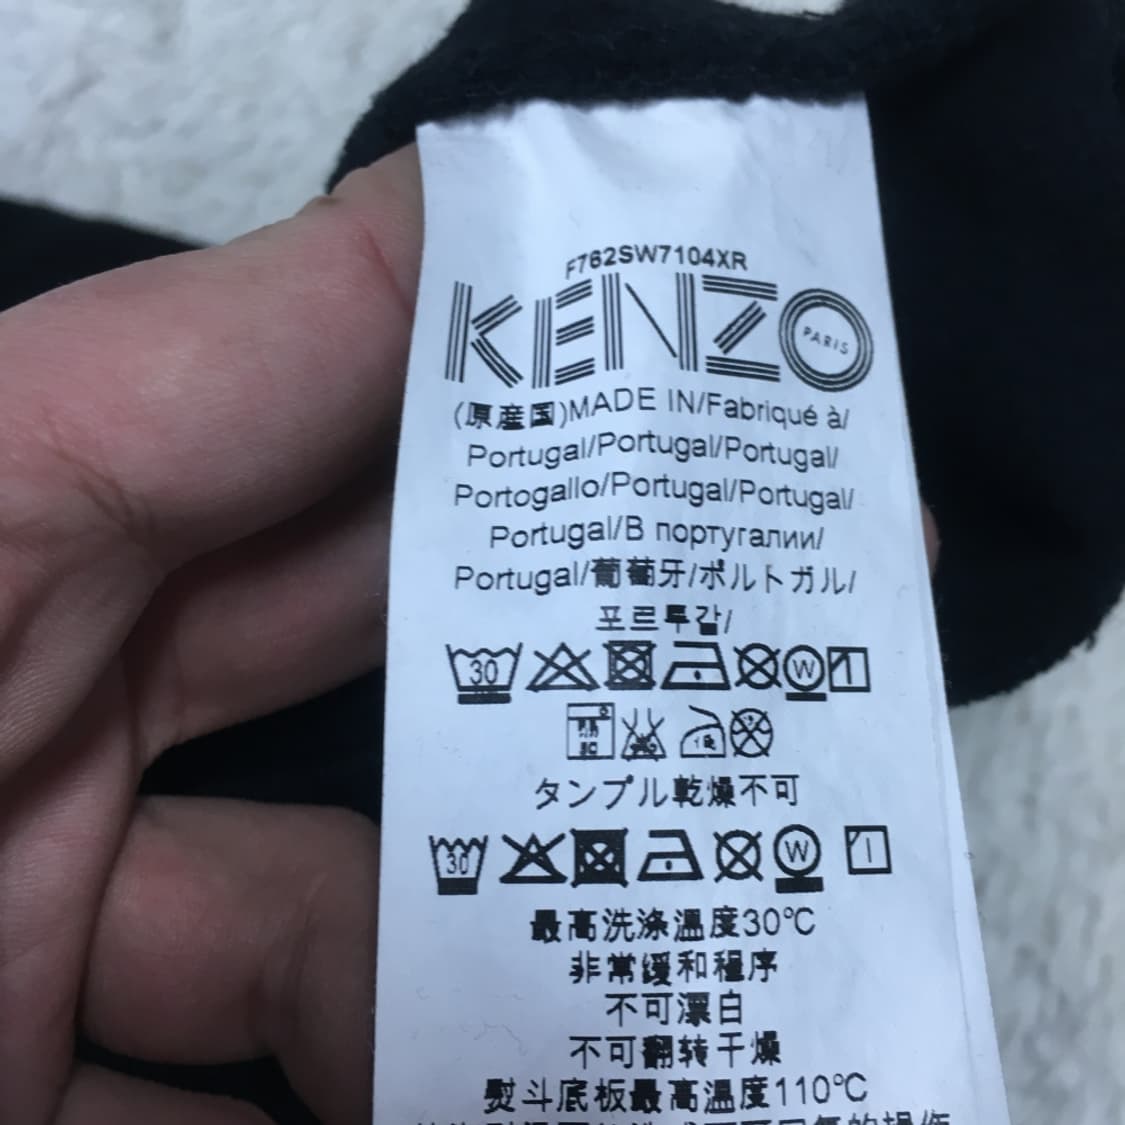 F762SW7104XR
KENZO
PARIS
(原産国)MADE IN/Fabriqué à/
Portugal/Portugal/Portugal/
Portogallo/Portugal/Portugal/
Portugal/В португалии/
Portugal/葡萄牙/ポルトガル/
포르투갈/
30 W
タンブル乾燥不可
30 W
最高洗涤温度30℃
非常缓和程序
不可漂白
不可翻转干燥
熨斗底板最高温度110℃